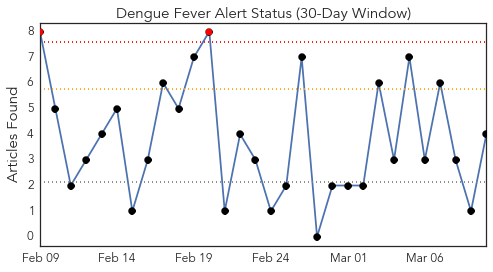 Dengue Fever Alert Status (30-Day Window)
Articles Found
8
7
6
5
4
3
2
1
0
Feb 09
Feb 14
Feb 19
Feb 24
Mar 01
Mar 06